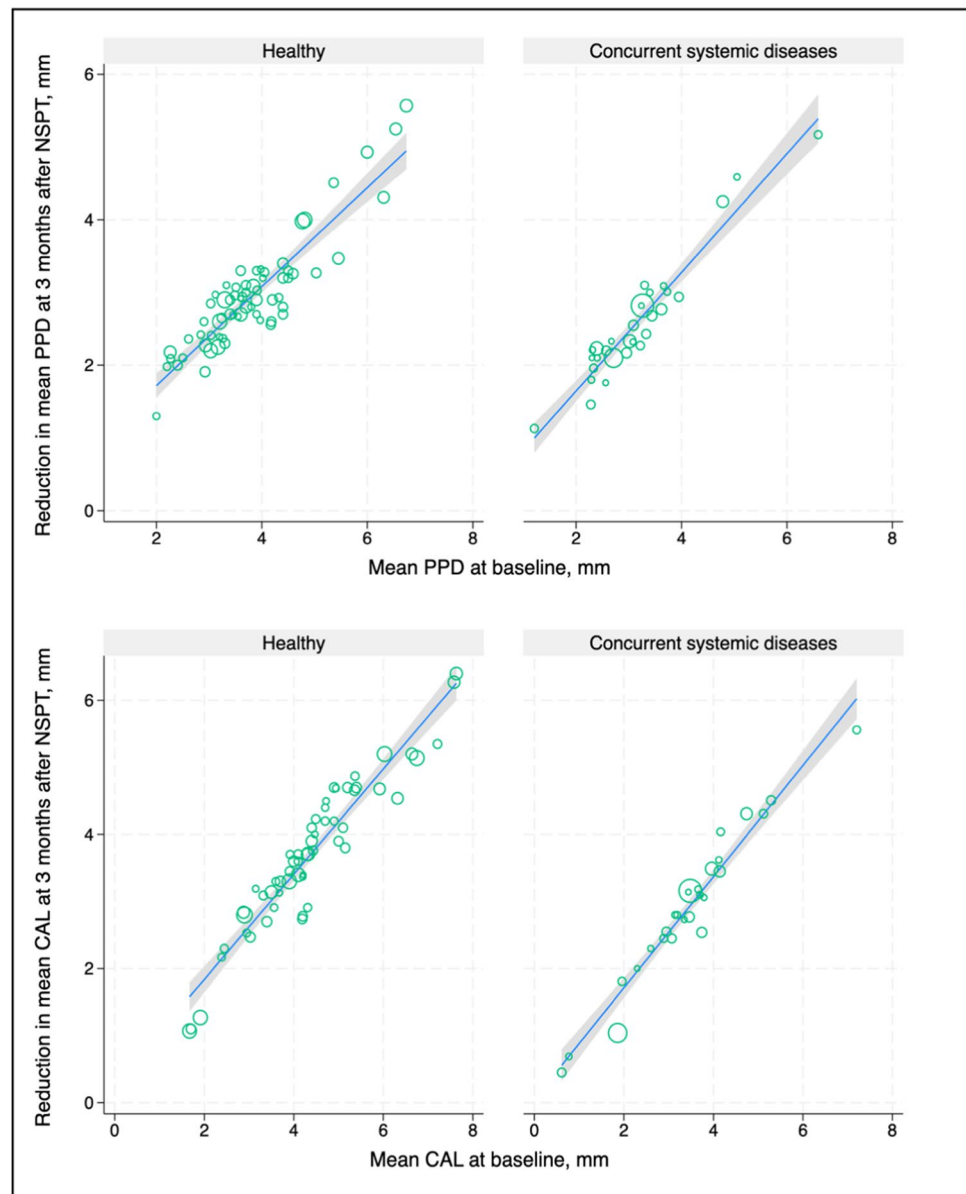 Healthy
Concurrent systemic diseases
Reduction in mean PPD at 3 months after NSPT, mm
6
4
2
0
2 4 6 8
2 4 6 8
Mean PPD at baseline, mm
Healthy
Concurrent systemic diseases
Reduction in mean CAL at 3 months after NSPT, mm
6
4
2
0
0 2 4 6 8
0 2 4 6 8
Mean CAL at baseline, mm